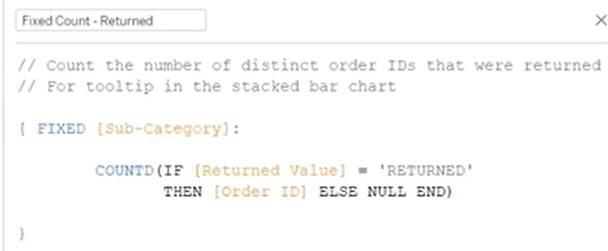 Fixed Count - Returned
// Count the number of distinct order IDs that were returned
// For tooltip in the stacked bar chart
{ FIXED [Sub-Category]:
COUNTD(IF [Returned Value] = 'RETURNED'
THEN [Order ID] ELSE NULL END)
}